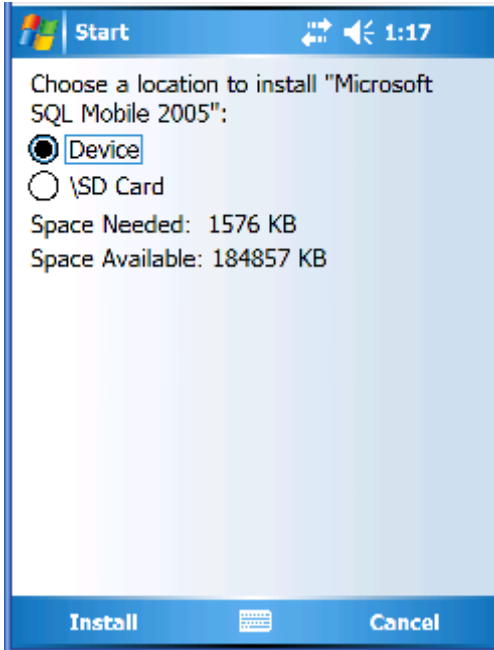 Start 1:17
Choose a location to install "Microsoft
SQL Mobile 2005":
Device
\SD Card
Space Needed: 1576 KB
Space Available: 184857 KB
Install Cancel